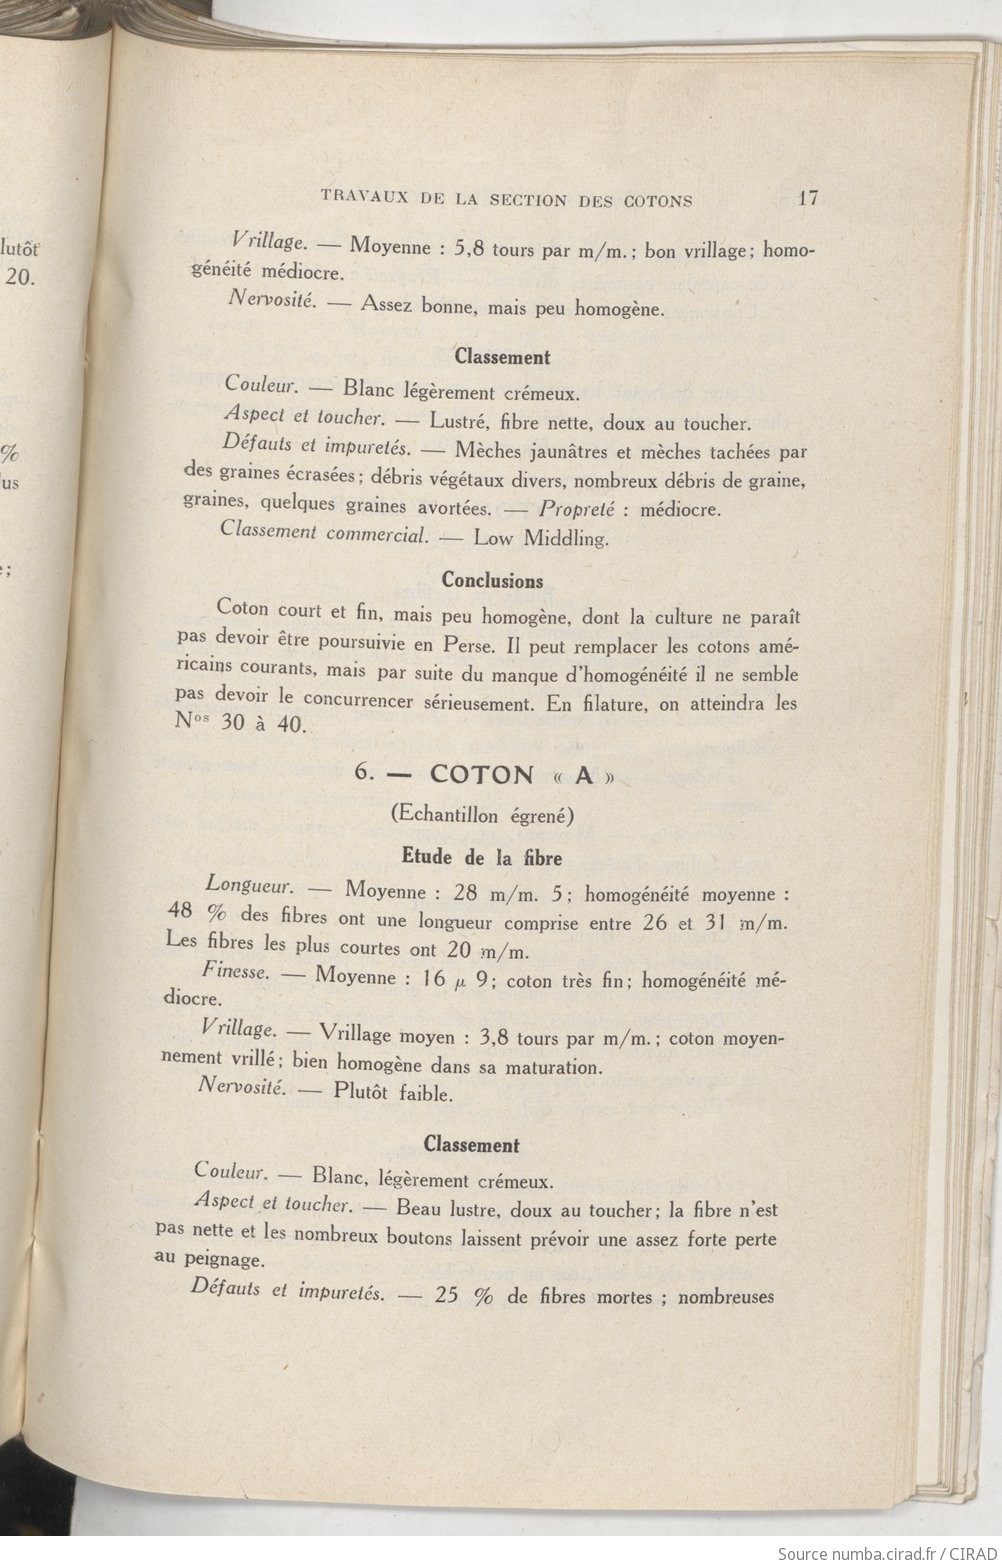 TRAVAUX DE LA SECTION DES COTONS 17
lutôt
20.
%
lus
Vrillage. — Moyenne : 5,8 tours par m/m. ; bon vrillage ; homo-
généité médiocre.
Nervosité. — Assez bonne, mais peu homogène.
Classement
Couleur. — Blanc légèrement crémeux.
Aspect et toucher. — Lustré, fibre nette, doux au toucher.
Défauts et impuretés. — Mèches jaunâtres et mèches tachées par
des graines écrasées ; débris végétaux divers, nombreux débris de graine,
graines, quelques graines avortées. — Propreté : médiocre.
Classement commercial. — Low Middling.
Conclusions
Coton court et fin, mais peu homogène, dont la culture ne paraît
pas devoir être poursuivie en Perse. Il peut remplacer les cotons amé-
ricains courants, mais par suite du manque d'homogénéité il ne semble
pas devoir le concurrencer sérieusement. En filature, on atteindra les
Nos 30 à 40.
6. — COTON « A »
(Echantillon égrené)
Etude de la fibre
Longueur. — Moyenne : 28 m/m. 5 ; homogénéité moyenne :
48 % des fibres ont une longueur comprise entre 26 et 31 m/m.
Les fibres les plus courtes ont 20 m/m.
Finesse. — Moyenne : 16 µ 9 ; coton très fin ; homogénéité mé-
diocre.
Vrillage. — Vrillage moyen : 3,8 tours par m/m. ; coton moyen-
nement vrillé ; bien homogène dans sa maturation.
Nervosité. — Plutôt faible.
Classement
Couleur. — Blanc, légèrement crémeux.
Aspect et toucher. — Beau lustre, doux au toucher ; la fibre n'est
pas nette et les nombreux boutons laissent prévoir une assez forte perte
au peignage.
Défauts et impuretés. — 25 % de fibres mortes ; nombreuses
Source numba.cirad.fr / CIRAD